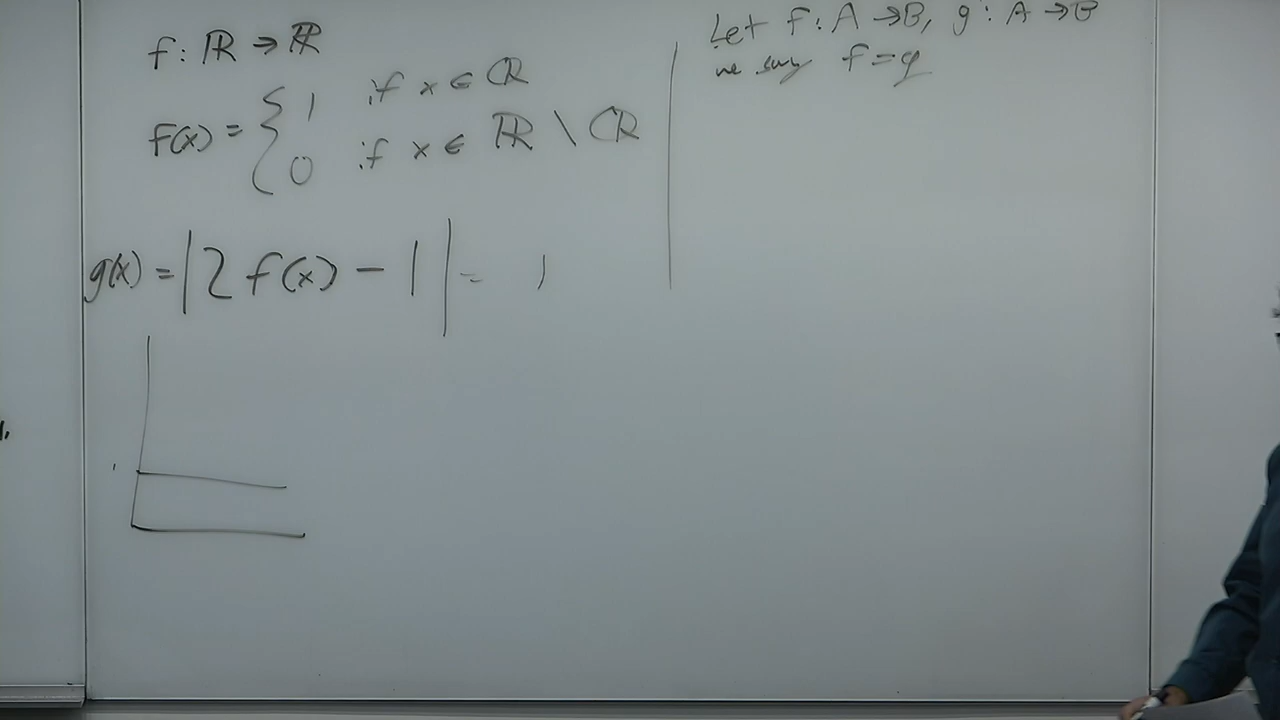 f : ℝ → ℝ
f(x) = { 1 if x ∈ ℚ
0 if x ∈ ℝ \ ℚ
g(x) = | 2 f(x) − 1 | = 1
Let f : A → B, g : A → B
we say f = g